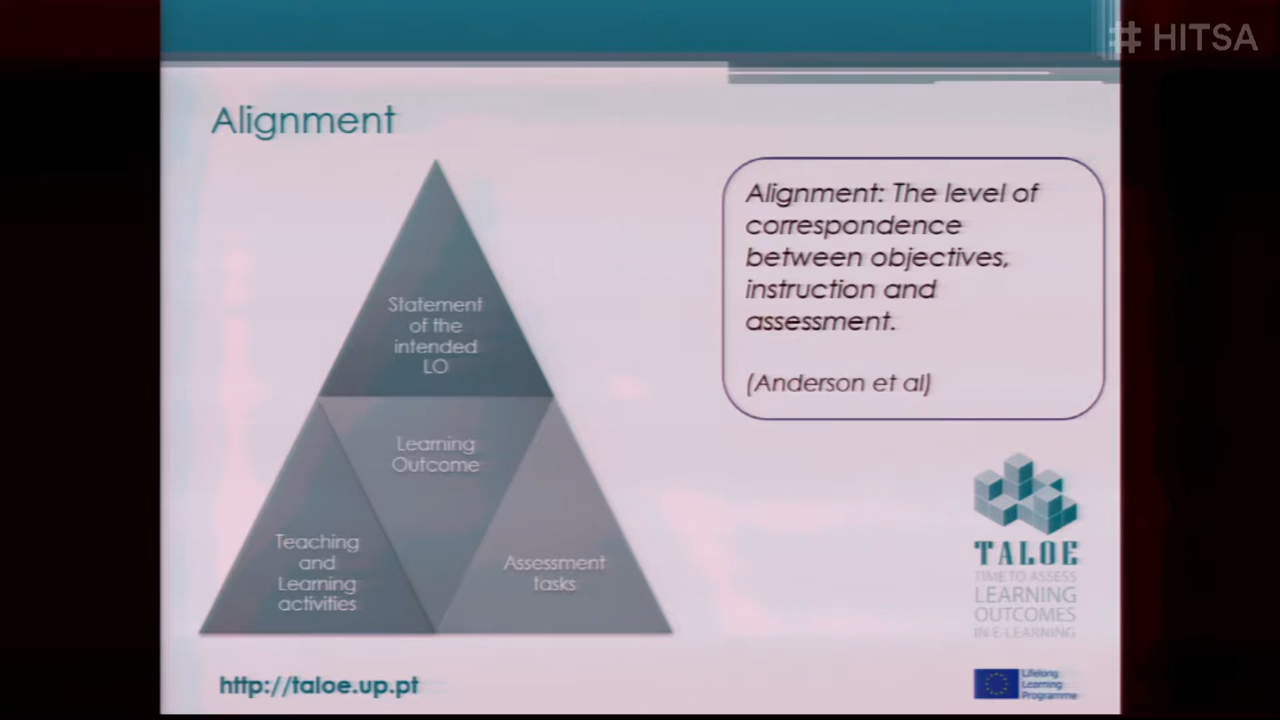 # HITSA
Alignment
Statement
of the
intended
LO
Learning
Outcome
Teaching
and
Learning
activities
Assessment
tasks
Alignment: The level of
correspondence
between objectives,
instruction and
assessment.
(Anderson et al)
TALOE
TIME TO ASSESS
LEARNING
OUTCOMES
IN E-LEARNING
http://taloe.up.pt
Lifelong
Learning
Programme